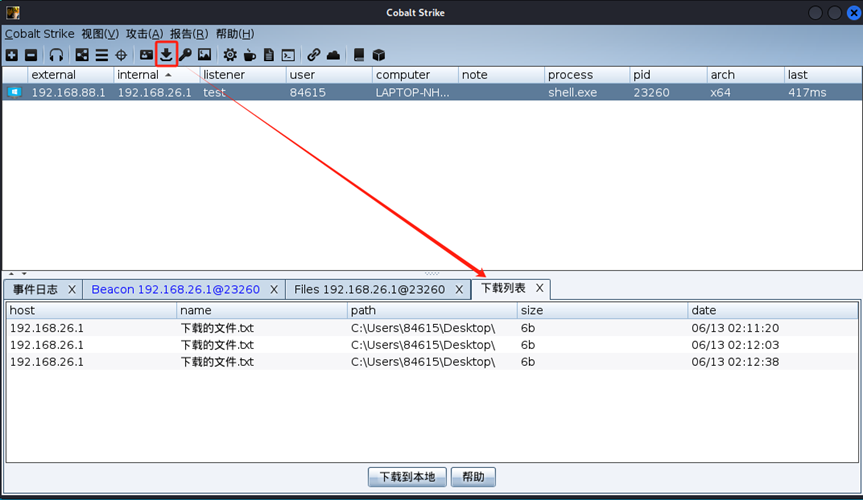 Cobalt Strike
Cobalt Strike 视图(V) 攻击(A) 报告(R) 帮助(H)
external internal listener user computer note process pid arch last
192.168.88.1 192.168.26.1 test 84615 LAPTOP-NH... shell.exe 23260 x64 417ms
事件日志 X Beacon 192.168.26.1@23260 X Files 192.168.26.1@23260 X 下载列表 X
host name path size date
192.168.26.1 下载的文件.txt C:\Users\84615\Desktop\ 6b 06/13 02:11:20
192.168.26.1 下载的文件.txt C:\Users\84615\Desktop\ 6b 06/13 02:12:03
192.168.26.1 下载的文件.txt C:\Users\84615\Desktop\ 6b 06/13 02:12:38
下载到本地 帮助